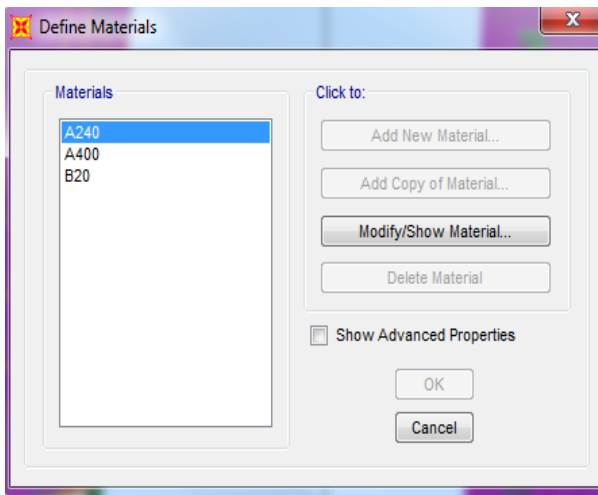 Define Materials
Materials
A240
A400
B20
Click to:
Add New Material...
Add Copy of Material...
Modify/Show Material...
Delete Material
Show Advanced Properties
OK
Cancel